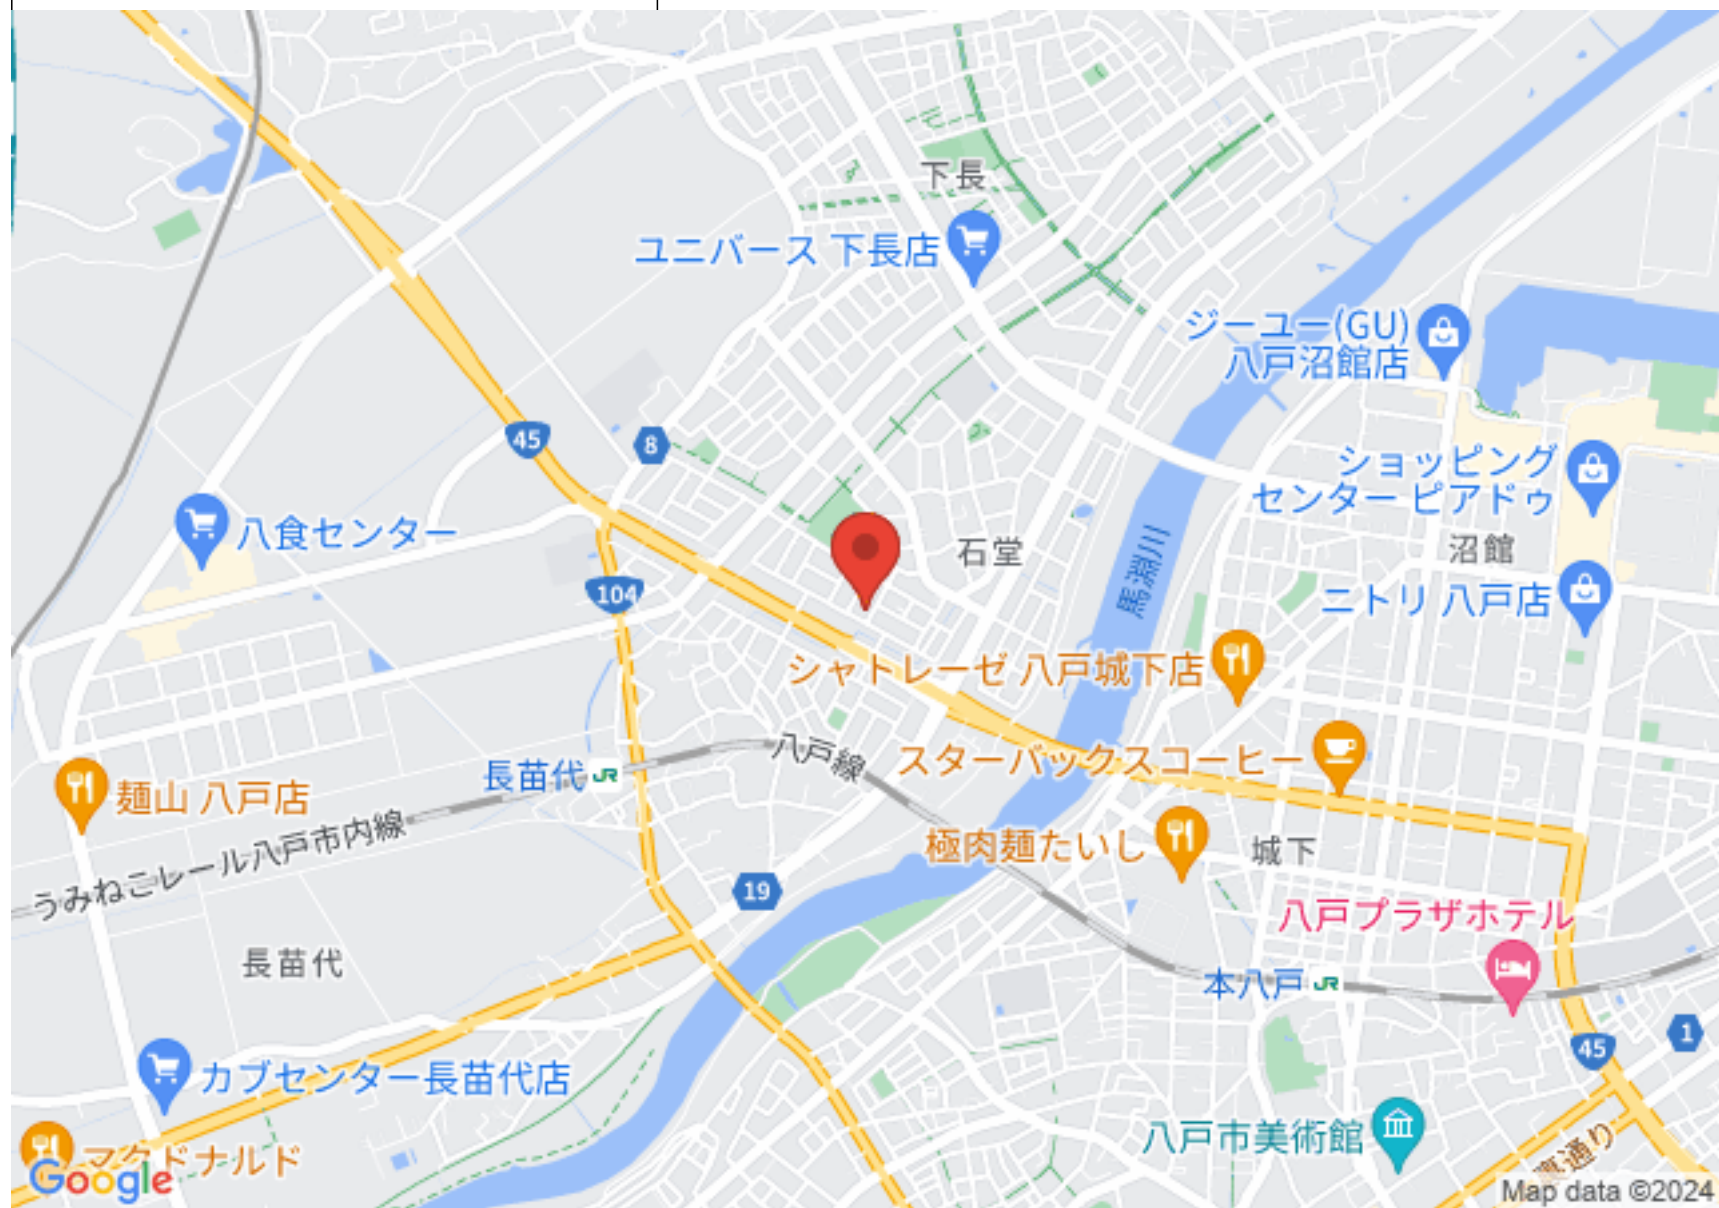 下長
ユニバース 下長店
ジーユー(GU)
八戸沼館店
45
8
ショッピング
センター ピアドゥ
八食センター
石堂
沼館
馬淵川
104
ニトリ 八戸店
シャトレーゼ 八戸城下店
八戸線
スターバックスコーヒー
長苗代
JR
麺山 八戸店
うみねこレール八戸市内線
極肉麺たいし
城下
19
八戸プラザホテル
長苗代
本八戸
JR
1
45
カブセンター長苗代店
八戸市美術館
マクドナルド
通り
Google
Map data ©2024